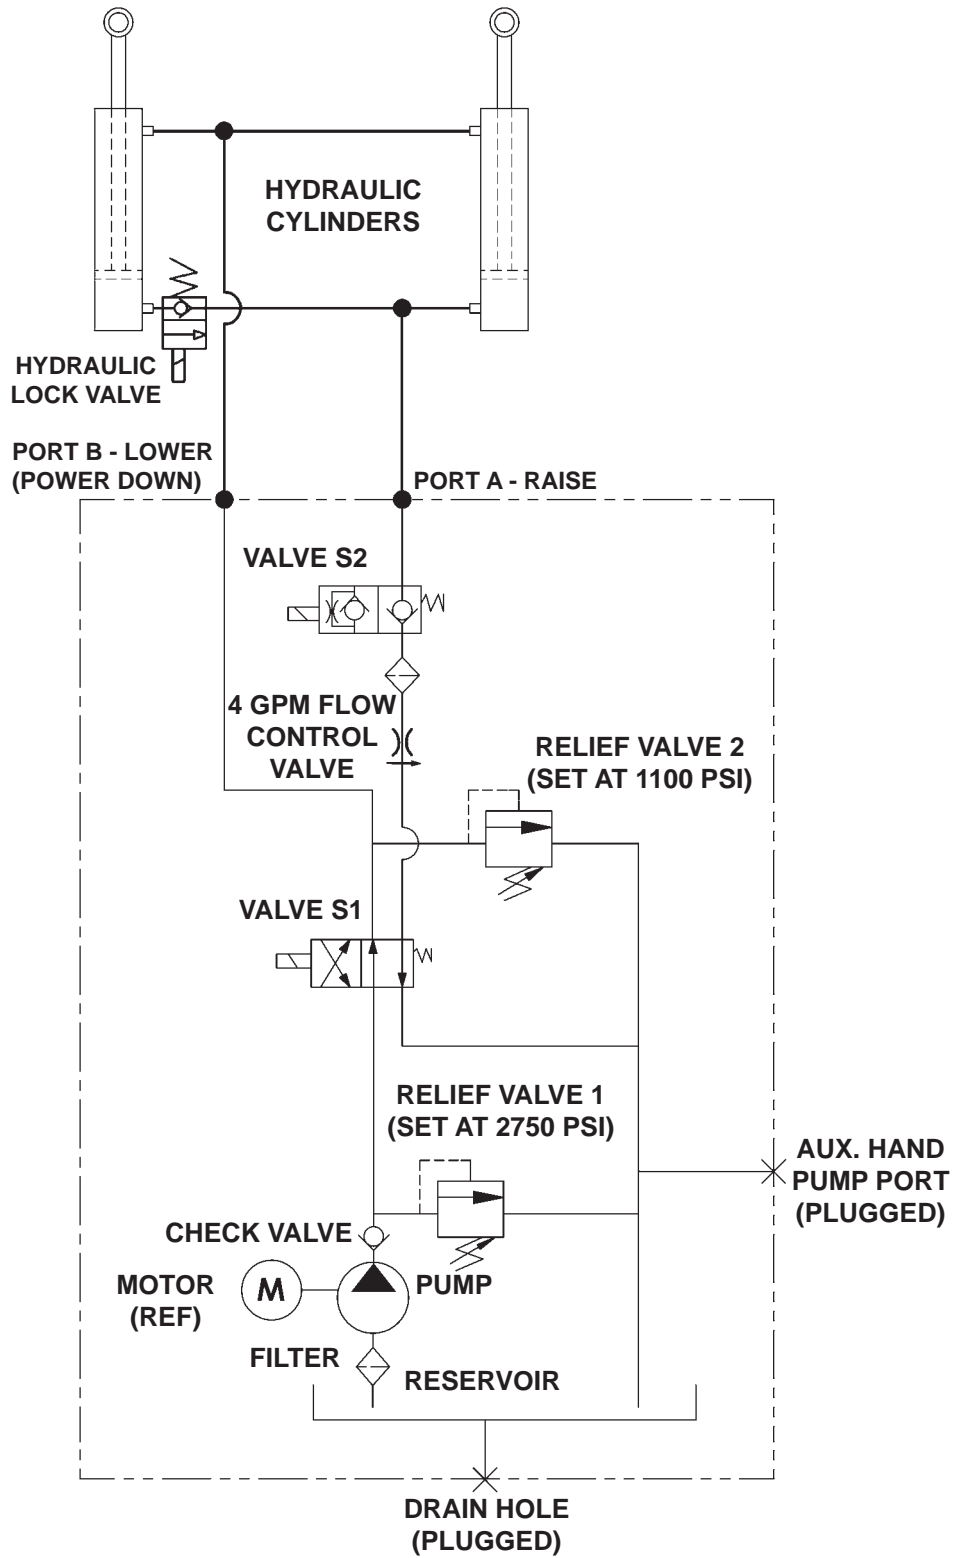 HYDRAULIC
CYLINDERS
HYDRAULIC
LOCK VALVE
PORT B - LOWER
(POWER DOWN)
PORT A - RAISE
VALVE S2
4 GPM FLOW
CONTROL
VALVE
RELIEF VALVE 2
(SET AT 1100 PSI)
VALVE S1
RELIEF VALVE 1
(SET AT 2750 PSI)
AUX. HAND
PUMP PORT
(PLUGGED)
CHECK VALVE
MOTOR
(REF)
M
PUMP
FILTER
RESERVOIR
DRAIN HOLE
(PLUGGED)